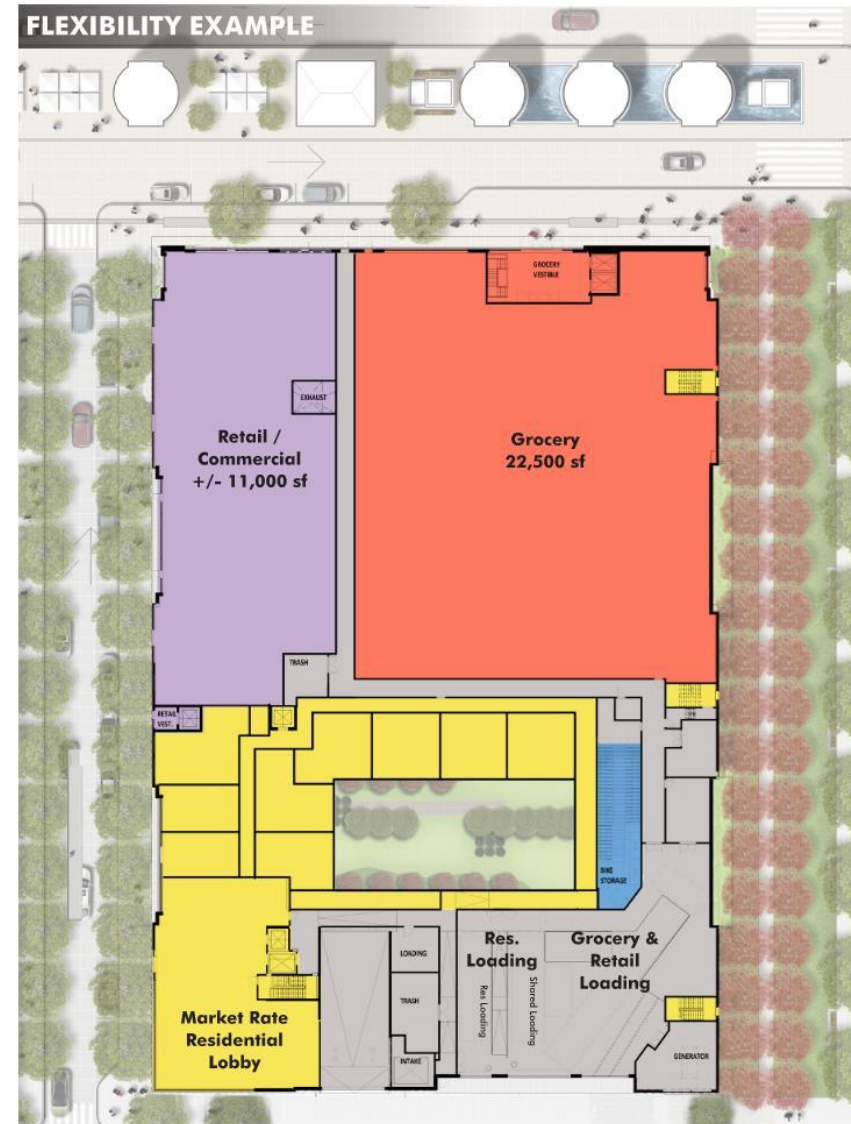 FLEXIBILITY EXAMPLE
GROCERY
VESTIBLE
EXHAUST
Retail /
Commercial
+/- 11,000 sf
Grocery
22,500 sf
TRASH
RETAIL
VEST.
BIKE
STORAGE
Res.
Loading
Grocery &
Retail
Loading
LOADING
Res Loading
Shared Loading
TRASH
Market Rate
Residential
Lobby
INTAKE
GENERATOR